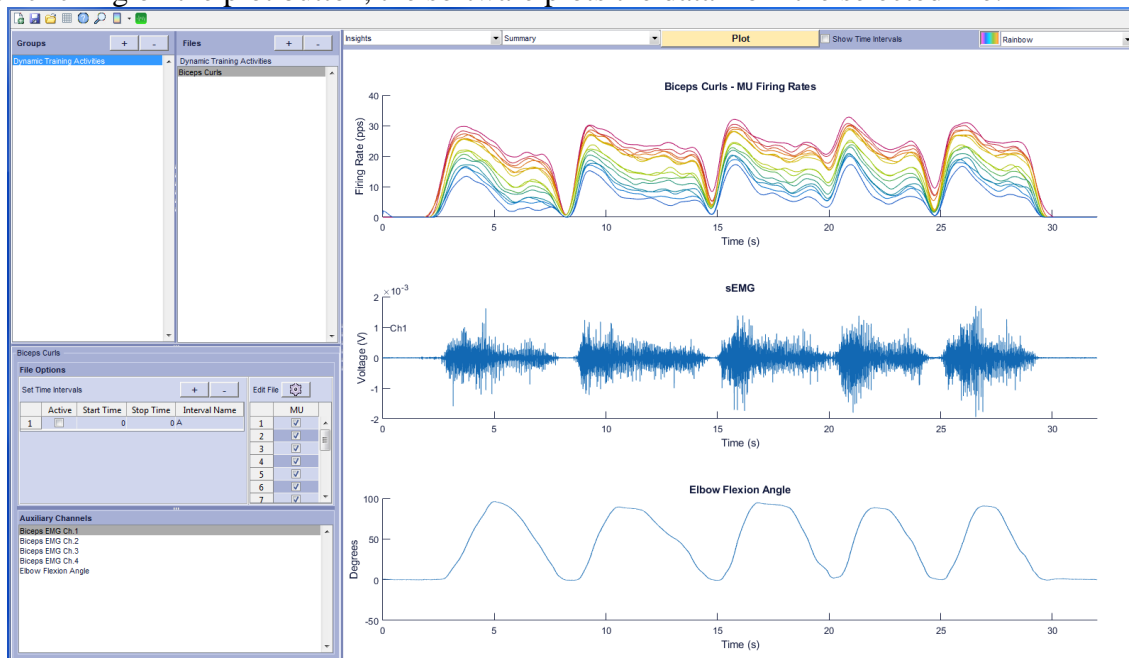 Groups + - Files + -
Insights Summary Plot Show Time Intervals Rainbow
Dynamic Training Activities
Dynamic Training Activities
Biceps Curls
Biceps Curls - MU Firing Rates
Firing Rate (pps)
40
30
20
10
0
0 5 10 15 20 25 30
Time (s)
sEMG
×10-3
Voltage (V)
Ch1
2
1
0
-1
-2
0 5 10 15 20 25 30
Time (s)
Elbow Flexion Angle
Degrees
100
50
0
-50
0 5 10 15 20 25 30
Time (s)
Biceps Curls
File Options
Set Time Intervals + - Edit File
Active Start Time Stop Time Interval Name MU
1 0 0 A
1
2
3
4
5
6
7
Auxiliary Channels
Biceps EMG Ch.1
Biceps EMG Ch.2
Biceps EMG Ch.3
Biceps EMG Ch.4
Elbow Flexion Angle